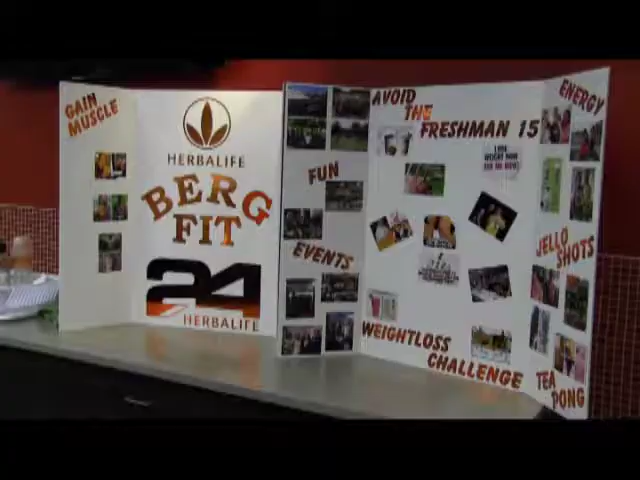 GAIN
MUSCLE
HERBALIFE
BERG
FIT
24
HERBALIFE
FUN
EVENTS
AVOID
THE
FRESHMAN 15
WEIGHTLOSS
CHALLENGE
ENERGY
JELLO
SHOTS
TEA
PONG